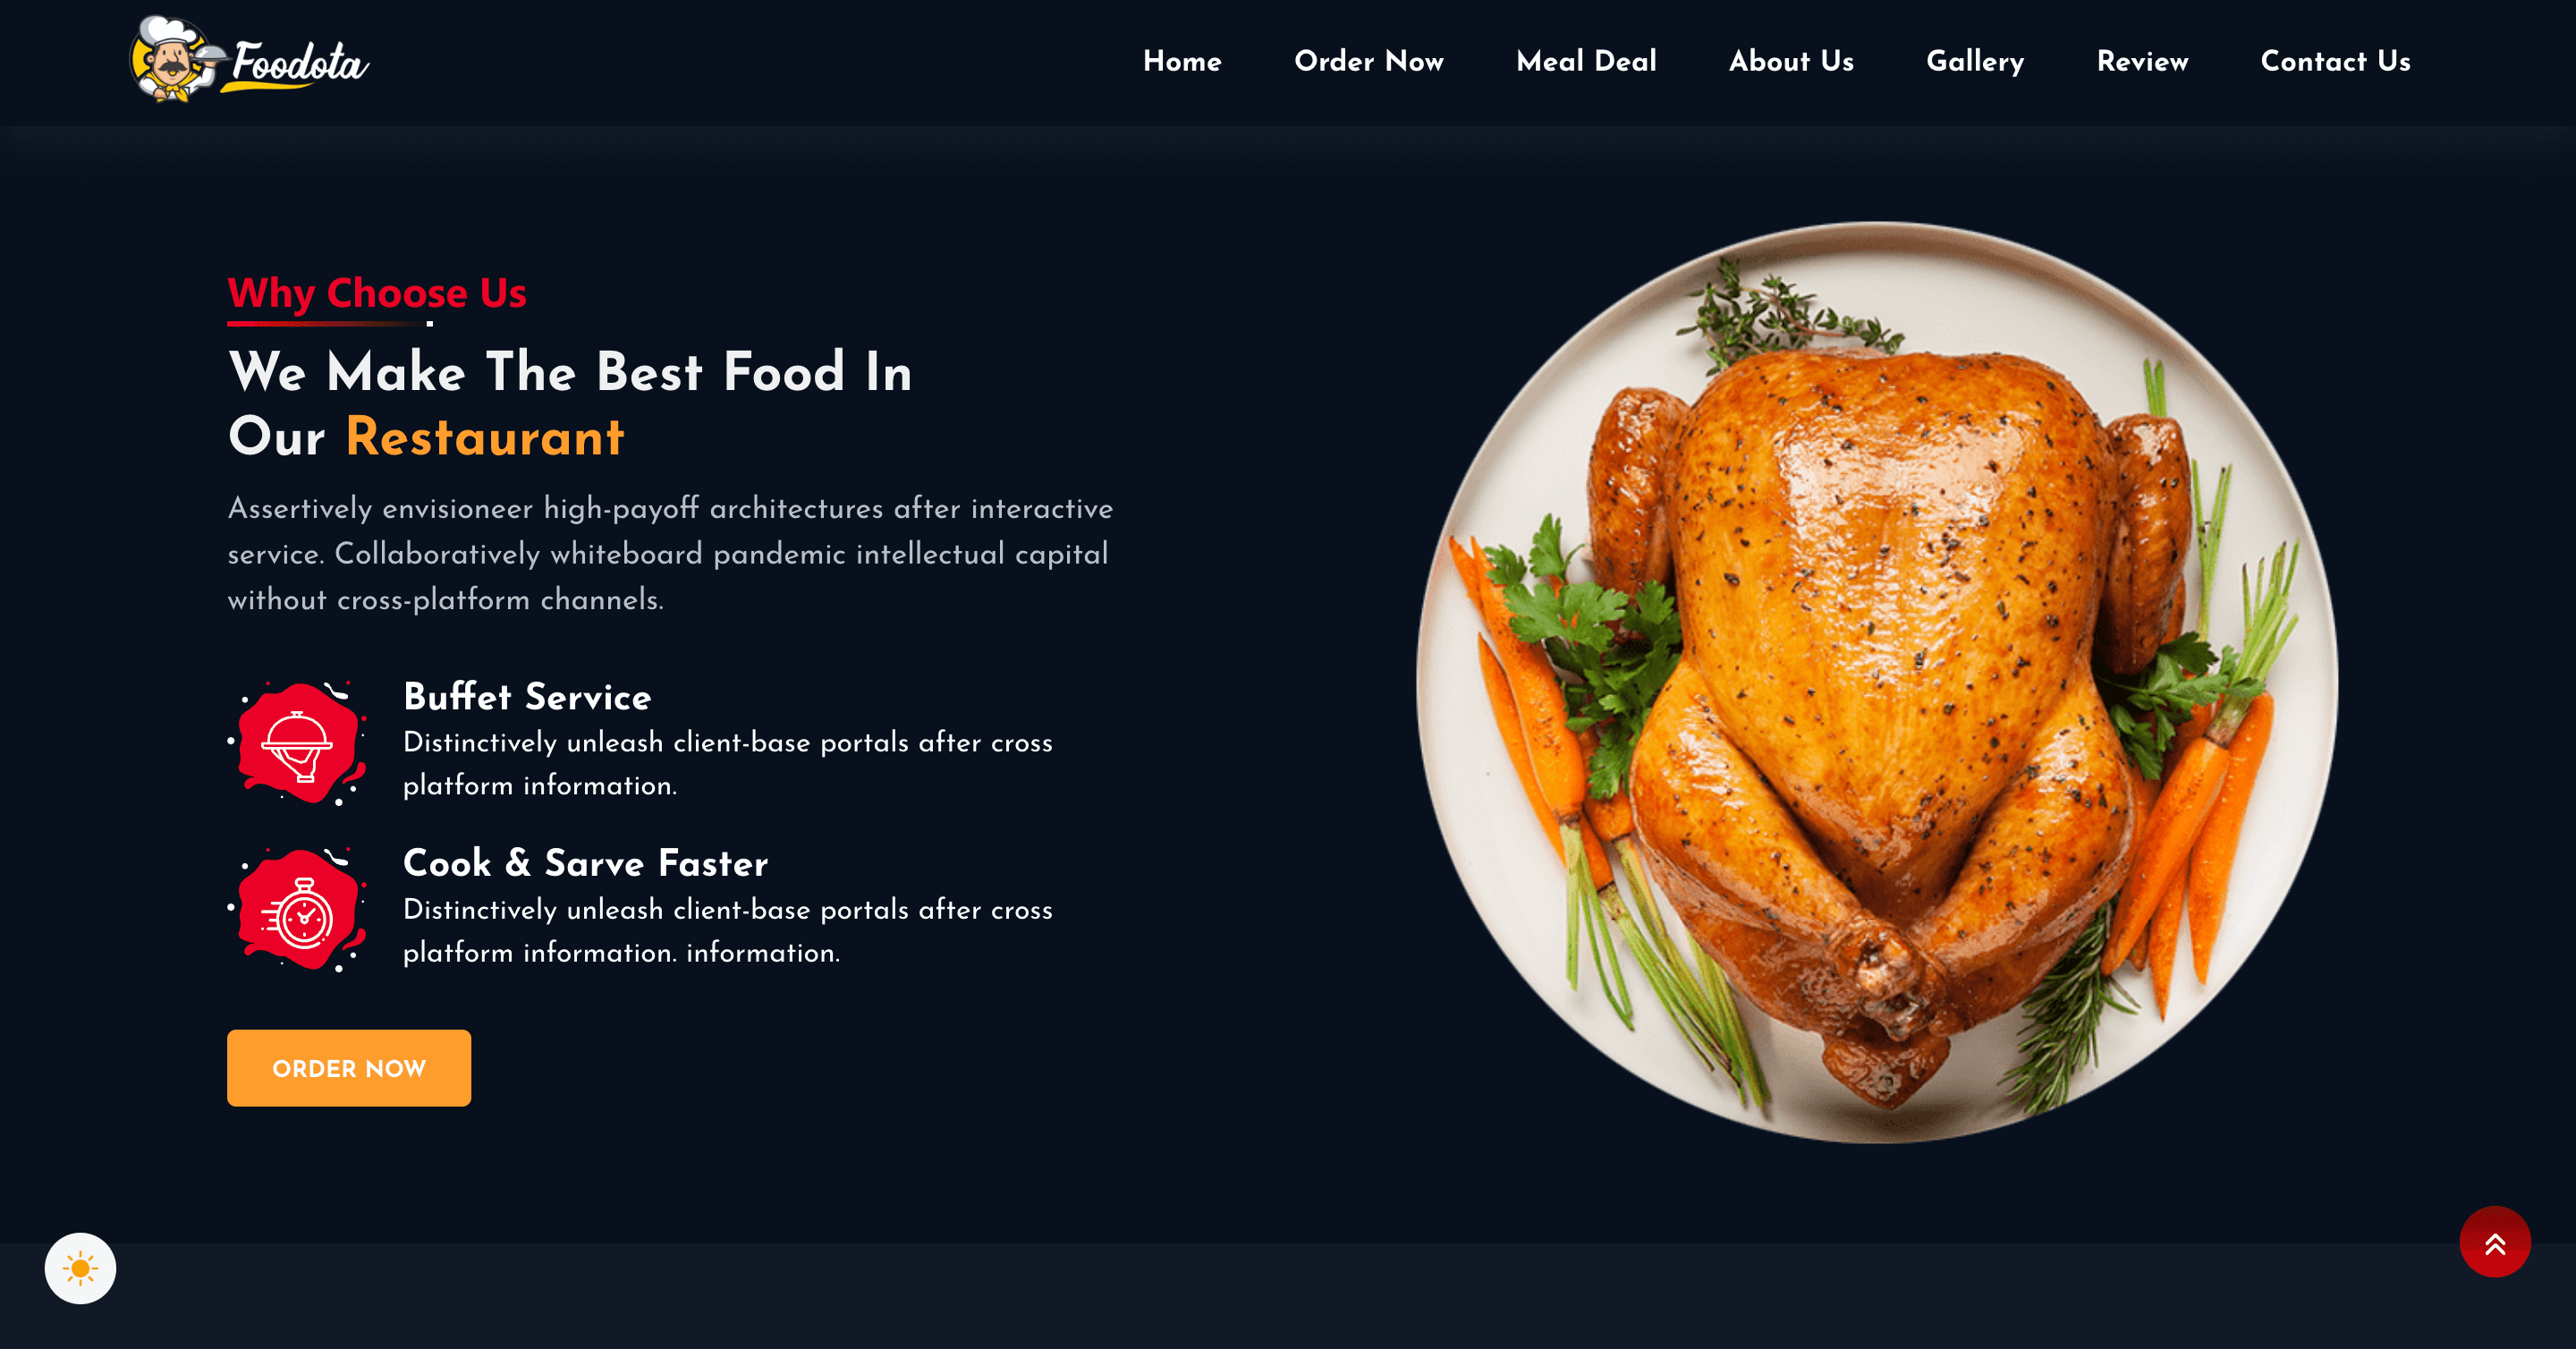 Foodota
Home
Order Now
Meal Deal
About Us
Gallery
Review
Contact Us
Why Choose Us
We Make The Best Food In
Our Restaurant
Assertively envisioneer high-payoff architectures after interactive
service. Collaboratively whiteboard pandemic intellectual capital
without cross-platform channels.
Buffet Service
Distinctively unleash client-base portals after cross
platform information.
Cook & Sarve Faster
Distinctively unleash client-base portals after cross
platform information. information.
ORDER NOW